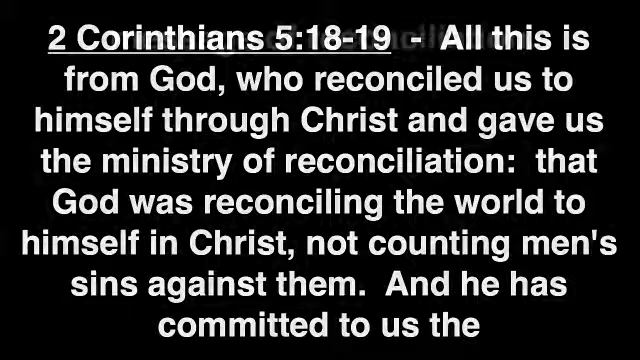 2 Corinthians 5:18-19 - All this is
from God, who reconciled us to
himself through Christ and gave us
the ministry of reconciliation: that
God was reconciling the world to
himself in Christ, not counting men's
sins against them. And he has
committed to us the